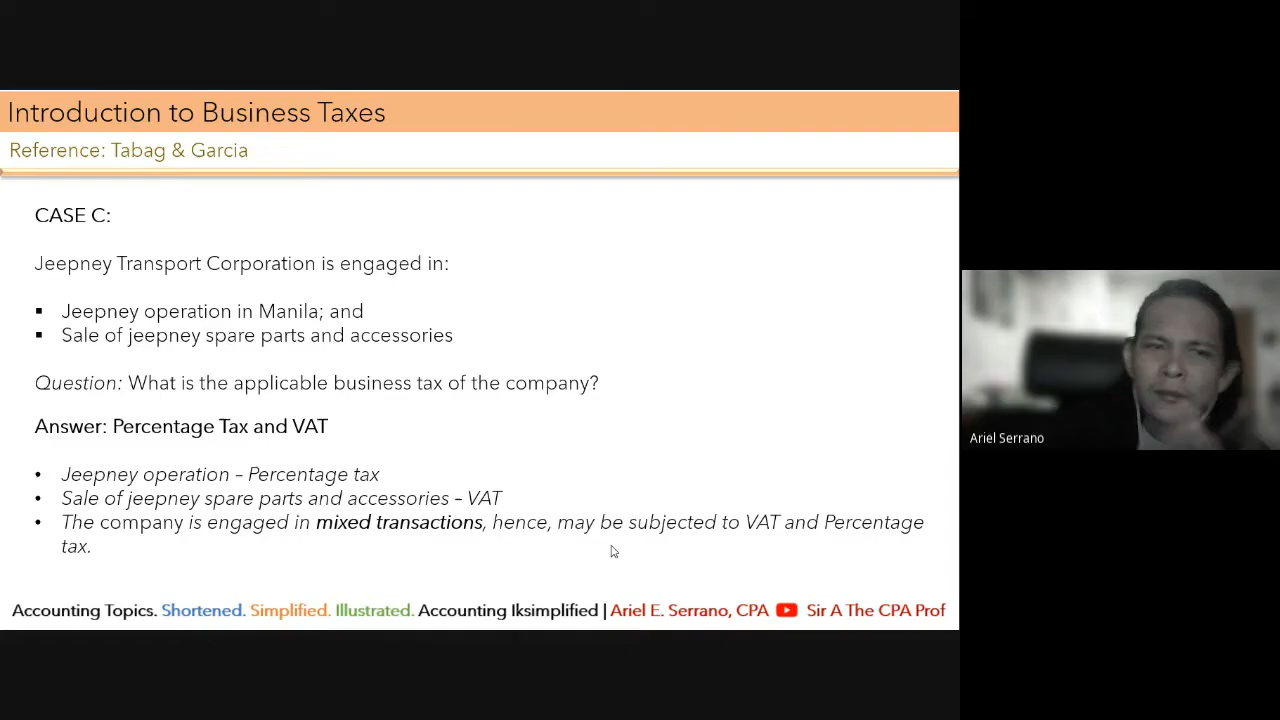 Introduction to Business Taxes
Reference: Tabag & Garcia
CASE C:
Jeepney Transport Corporation is engaged in:
▪ Jeepney operation in Manila; and
▪ Sale of jeepney spare parts and accessories
Question: What is the applicable business tax of the company?
Answer: Percentage Tax and VAT
• Jeepney operation – Percentage tax
• Sale of jeepney spare parts and accessories – VAT
• The company is engaged in mixed transactions, hence, may be subjected to VAT and Percentage
tax.
Accounting Topics. Shortened. Simplified. Illustrated. Accounting Iksimplified | Ariel E. Serrano, CPA Sir A The CPA Prof
Ariel Serrano